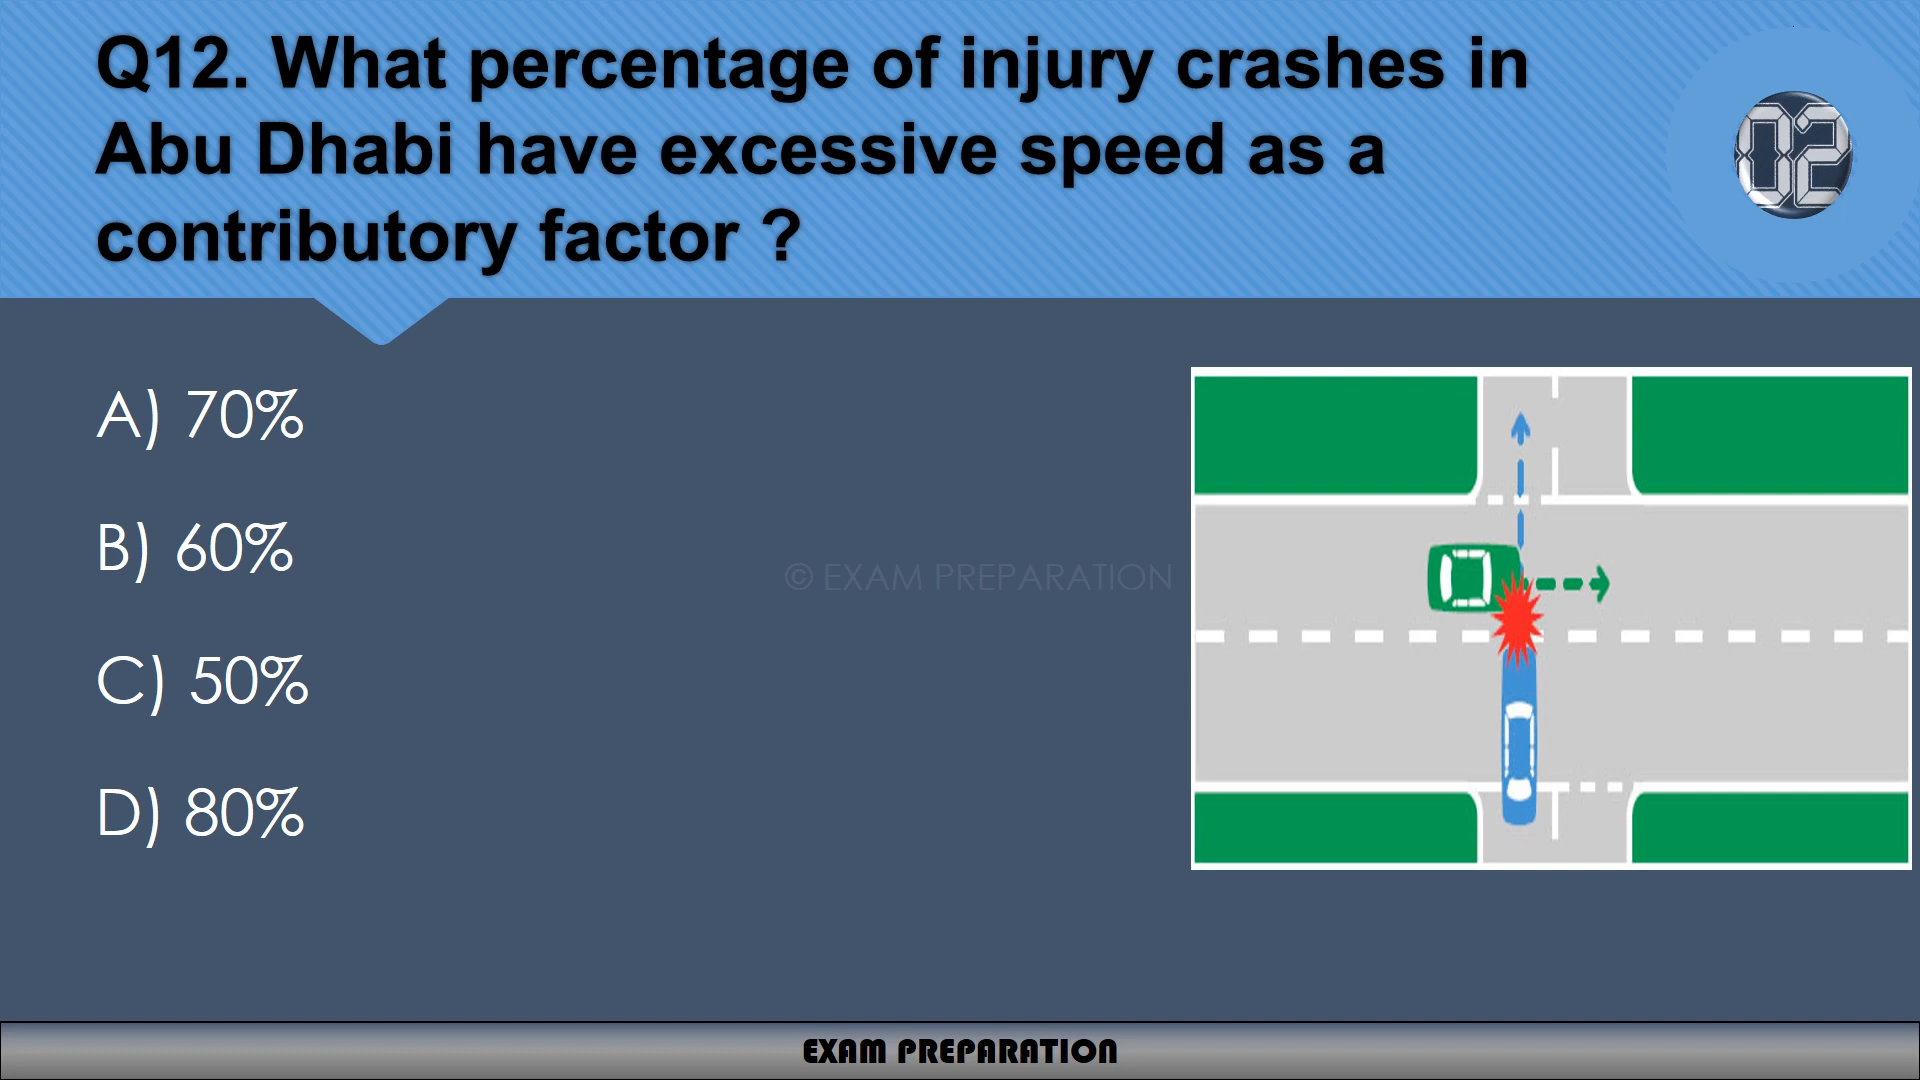 Q12. What percentage of injury crashes in
Abu Dhabi have excessive speed as a
contributory factor ?
02
A) 70%
B) 60%
© EXAM PREPARATION
C) 50%
D) 80%
EXAM PREPARATION